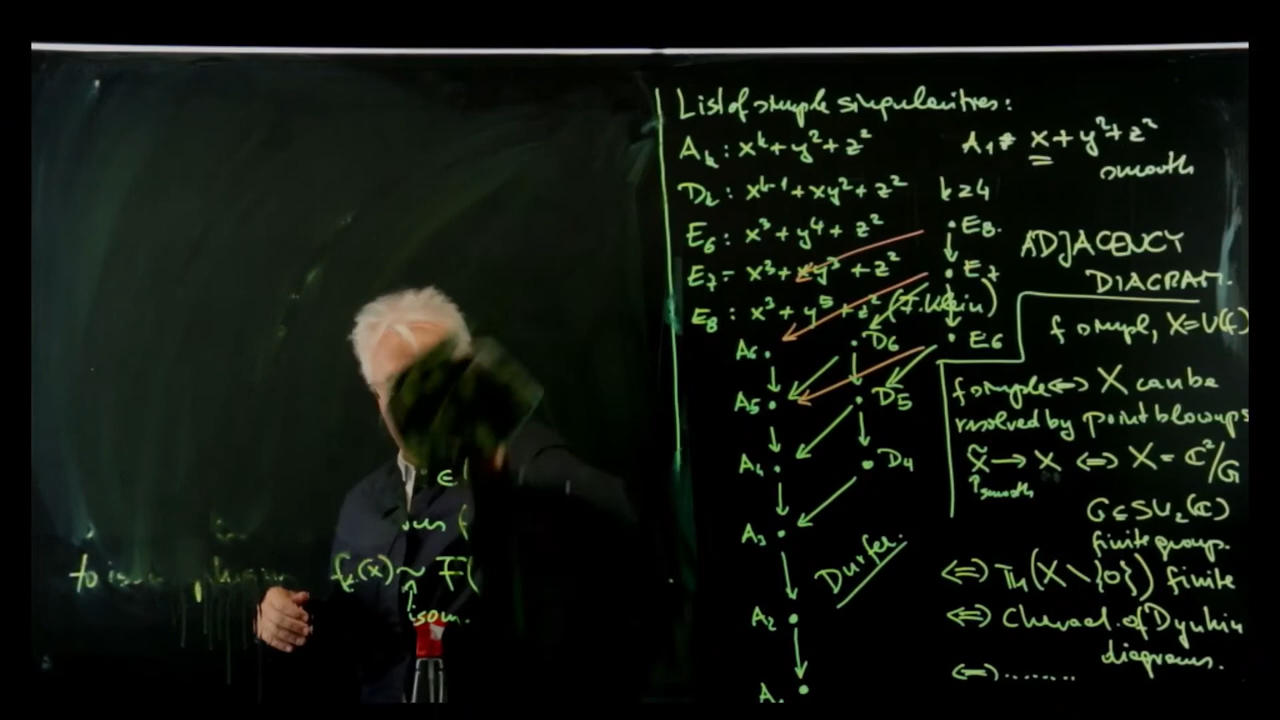 List of simple singularities:
A_k: x^k + y^2 + z^2
A_1 x + y^2 + z^2
smooth
D_k: x^{k-1} + xy^2 + z^2 k ≥ 4
E_6: x^3 + y^4 + z^2
E_7: x^3 + xy^3 + z^2
E_8: x^3 + y^5 + z^2 (F. Klein)
E_8
E_7
E_6
ADJACENCY
DIAGRAM.
A_6
D_6
A_5
D_5
A_4
D_4
A_3
A_2
A
Durfee.
f simple, X=V(f)
f simple <=> X can be
resolved by point blowups
X̃ → X <=> X = ℂ^2/G
↑ smooth
G ⊆ SU_2(ℂ)
finite group.
<=> π_1(X \ {0}) finite
<=> Charact. of Dynkin
diagrams.
<=> ........
∈
to
f_t(x) ~ F(
↑
isom.